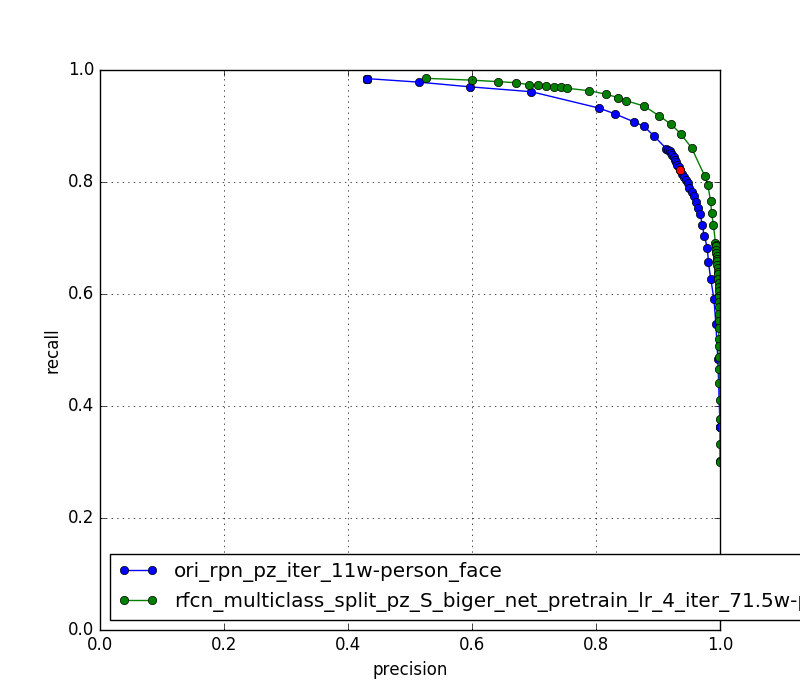 1.0
0.8
0.6
0.4
0.2
0.0
recall
ori_rpn_pz_iter_11w-person_face
rfcn_multiclass_split_pz_S_biger_net_pretrain_lr_4_iter_71.5w-p
0.0 0.2 0.4 0.6 0.8 1.0
precision